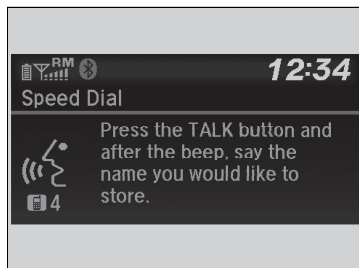 RM
12:34
Speed Dial
Press the TALK button and
after the beep, say the
name you would like to
store.
4